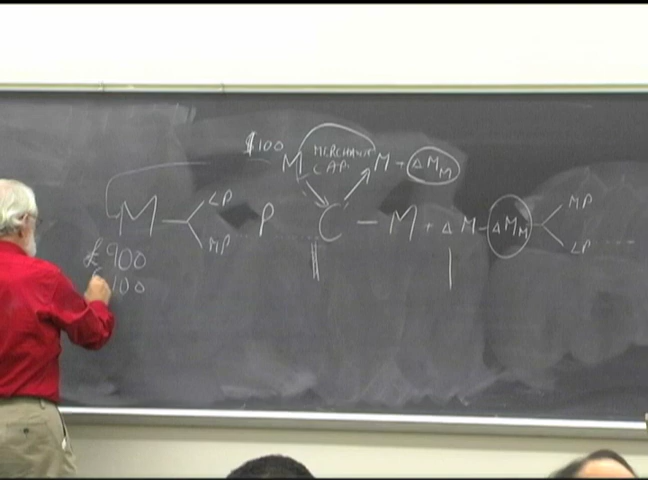 $100 M MERCHANT M + ΔMM
CAP.
M LP P C – M + ΔM – ΔMM MP
MP LP
£900
£100